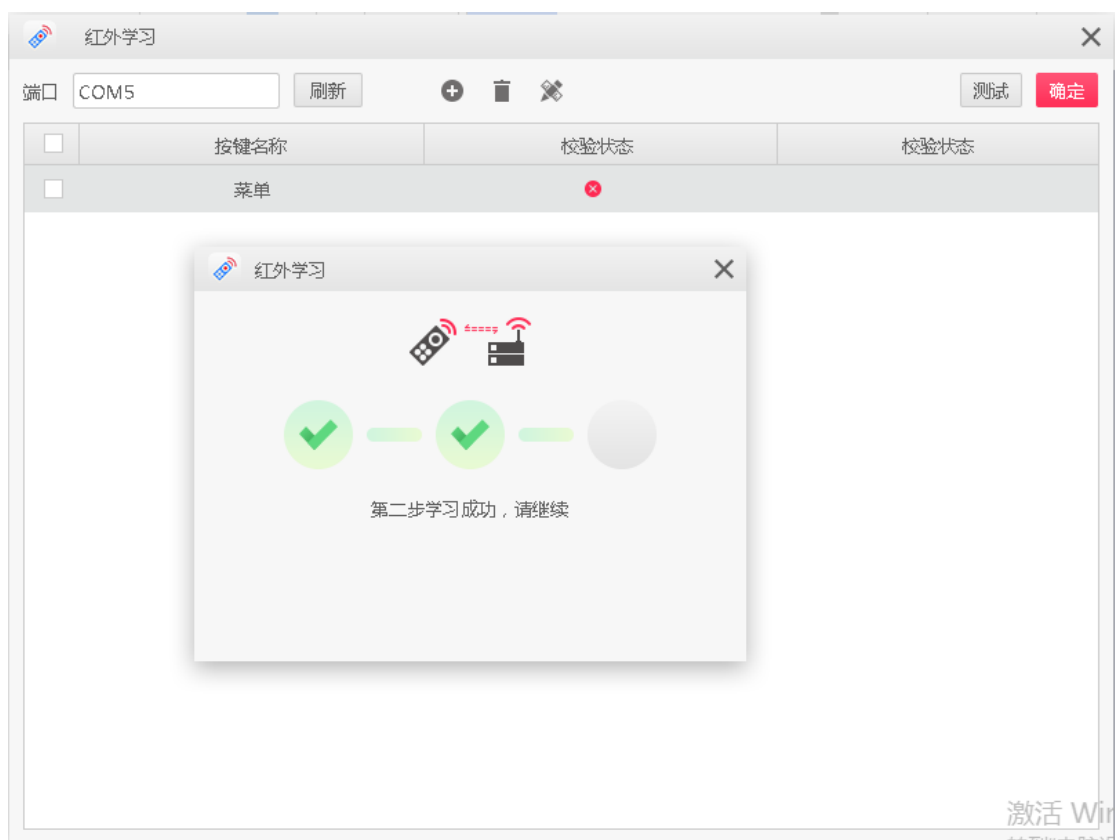 红外学习
端口 COM5 刷新 测试 确定
按键名称 校验状态 校验状态
菜单
红外学习
第二步学习成功，请继续
激活 Wir